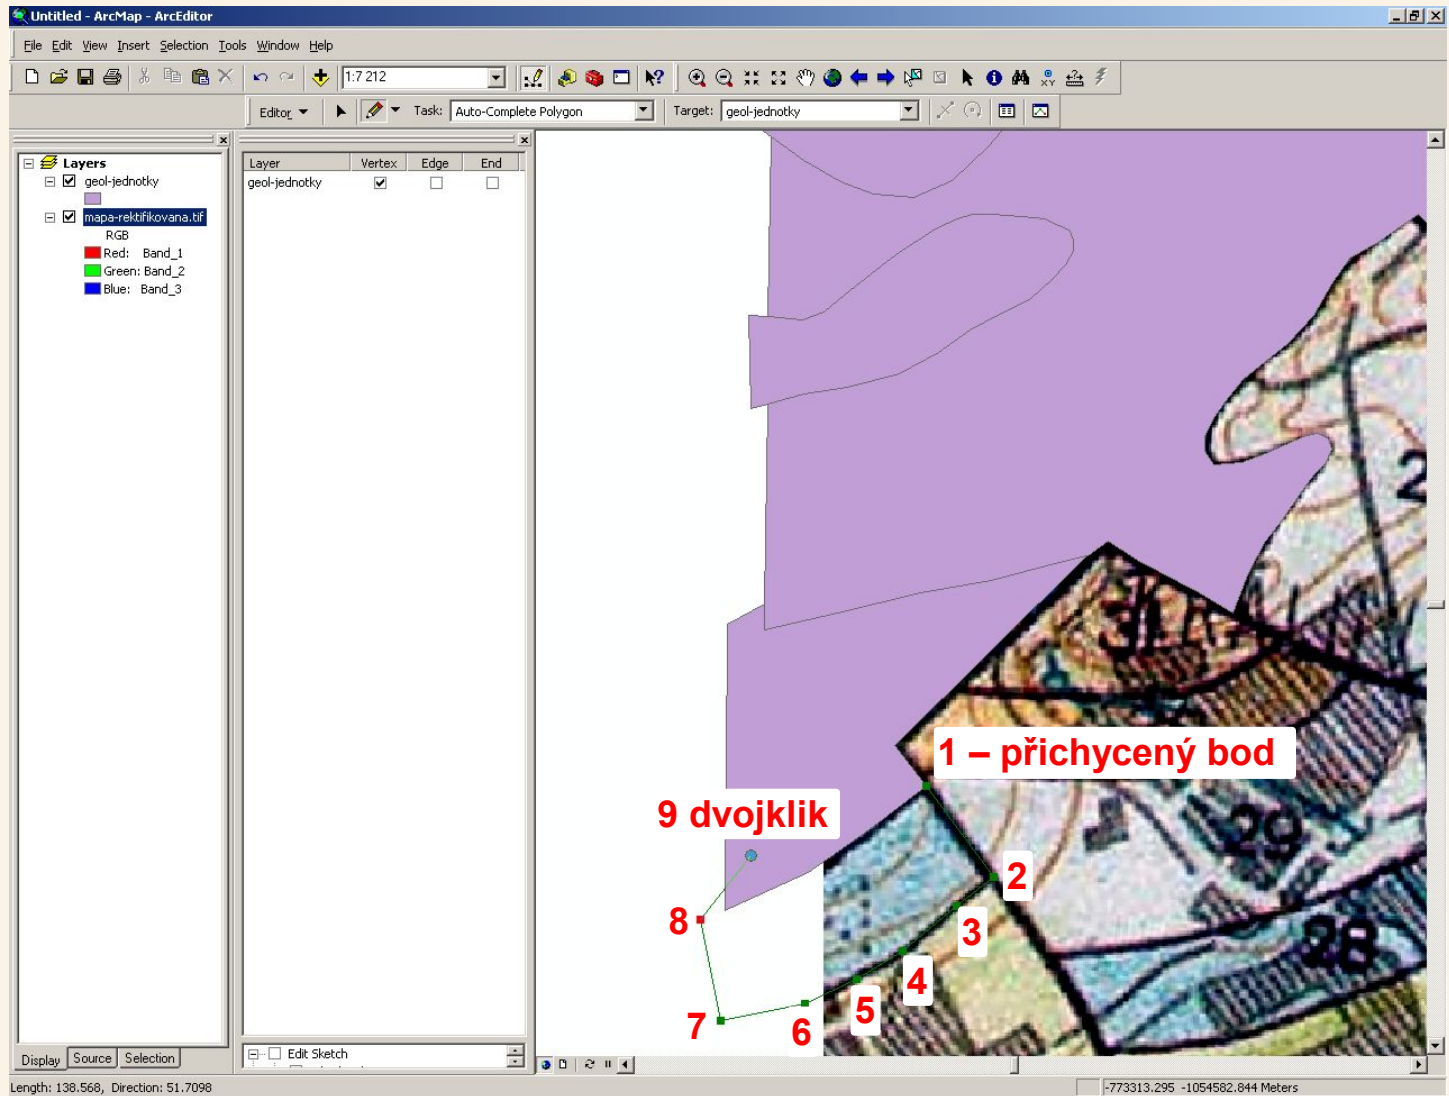 Untitled - ArcMap - ArcEditor
File Edit View Insert Selection Tools Window Help
1:7 212
Editor Task: Auto-Complete Polygon Target: geol-jednotky
Layers
geol-jednotky
mapa-rektifikovana.tif
RGB
Red: Band_1
Green: Band_2
Blue: Band_3
Layer Vertex Edge End
geol-jednotky
2
31
1 – přichycený bod
9 dvojklik
29
2
8
3
28
4
5
7
6
Edit Sketch
Display Source Selection
Length: 138.568, Direction: 51.7098
-773313.295 -1054582.844 Meters